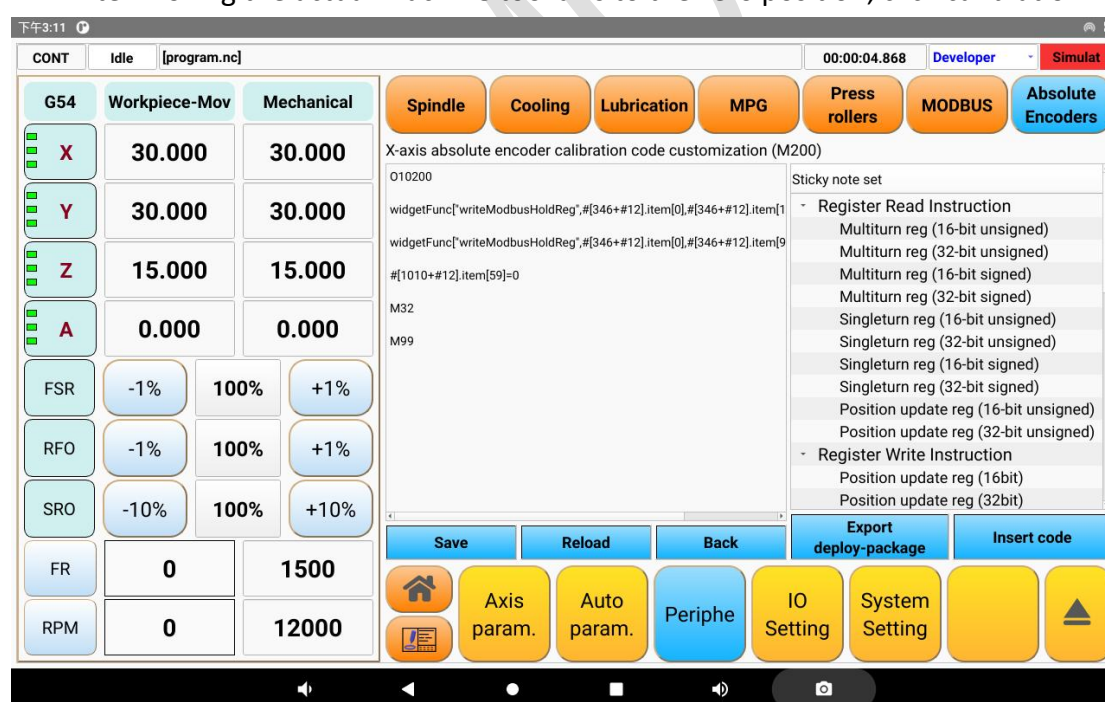 下午3:11
CONT Idle [program.nc] 00:00:04.868 Developer Simulat
G54 Workpiece-Mov Mechanical
X 30.000 30.000
Y 30.000 30.000
Z 15.000 15.000
A 0.000 0.000
FSR -1% 100% +1%
RFO -1% 100% +1%
SRO -10% 100% +10%
FR 0 1500
RPM 0 12000
Spindle Cooling Lubrication MPG Press rollers MODBUS Absolute Encoders
X-axis absolute encoder calibration code customization (M200)
O10200
widgetFunc["writeModbusHoldReg",#[346+#12].item[0],#[346+#12].item[1
widgetFunc["writeModbusHoldReg",#[346+#12].item[0],#[346+#12].item[9
#[1010+#12].item[59]=0
M32
M99
Sticky note set
Register Read Instruction
Multiturn reg (16-bit unsigned)
Multiturn reg (32-bit unsigned)
Multiturn reg (16-bit signed)
Multiturn reg (32-bit signed)
Singleturn reg (16-bit unsigned)
Singleturn reg (32-bit unsigned)
Singleturn reg (16-bit signed)
Singleturn reg (32-bit signed)
Position update reg (16-bit unsigned)
Position update reg (32-bit unsigned)
Register Write Instruction
Position update reg (16bit)
Position update reg (32bit)
Save Reload Back Export deploy-package Insert code
Axis param. Auto param. Periphe IO Setting System Setting